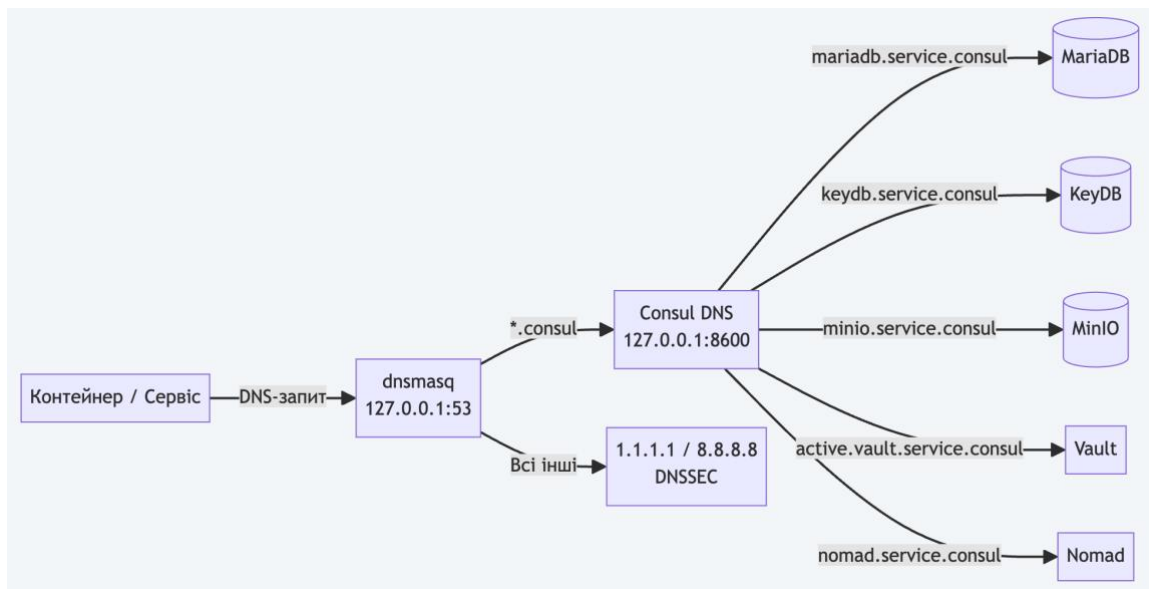 Контейнер / Сервіс
DNS-запит
dnsmasq
127.0.0.1:53
*.consul
Всі інші
Consul DNS
127.0.0.1:8600
1.1.1.1 / 8.8.8.8
DNSSEC
mariadb.service.consul
MariaDB
keydb.service.consul
KeyDB
minio.service.consul
MinIO
active.vault.service.consul
Vault
nomad.service.consul
Nomad